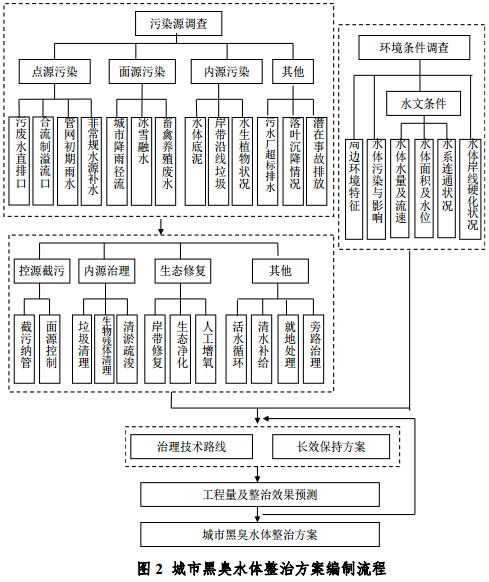 污染源调查
环境条件调查
点源污染
面源污染
内源污染
其他
水文条件
污废水直排口
合流制溢流口
管网初期雨水
非常规水源补水
城市降雨径流
冰雪融水
畜禽养殖废水
水体底泥
岸带沿线垃圾
水生植物状况
污水厂超标排水
落叶沉降情况
潜在事故排放
周边环境特征
水体污染与影响
水体水量及流速
水体面积及水位
水系连通状况
水体岸线硬化状况
控源截污
内源治理
生态修复
其他
截污纳管
面源控制
垃圾清理
生物残体清理
清淤疏浚
岸带修复
生态净化
人工增氧
活水循环
清水补给
就地处理
旁路治理
治理技术路线
长效保持方案
工程量及整治效果预测
城市黑臭水体整治方案
图 2 城市黑臭水体整治方案编制流程